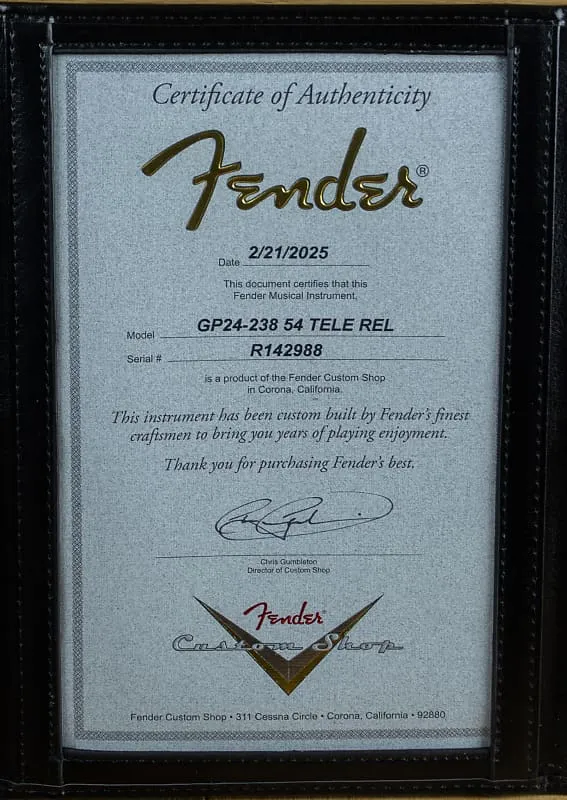 Certificate of Authenticity
Fender®
Date 2/21/2025
This document certifies that this
Fender Musical Instrument,
Model GP24-238 54 TELE REL
Serial # R142988
is a product of the Fender Custom Shop
in Corona, California.
This instrument has been custom built by Fender's finest
craftsmen to bring you years of playing enjoyment.
Thank you for purchasing Fender's best.
Chris Gumbleton
Director of Custom Shop
Fender®
Custom Shop
Fender Custom Shop • 311 Cessna Circle • Corona, California • 92880